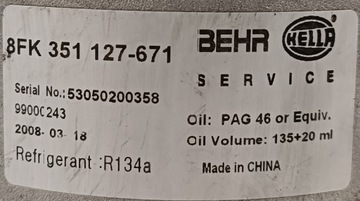 8FK 351 127-671
BEHR HELLA
SERVICE
Serial No.:53050200358
99000243
2008-03-18
Refrigerant :R134a
Oil: PAG 46 or Equiv.
Oil Volume: 135+20 ml
Made in CHINA